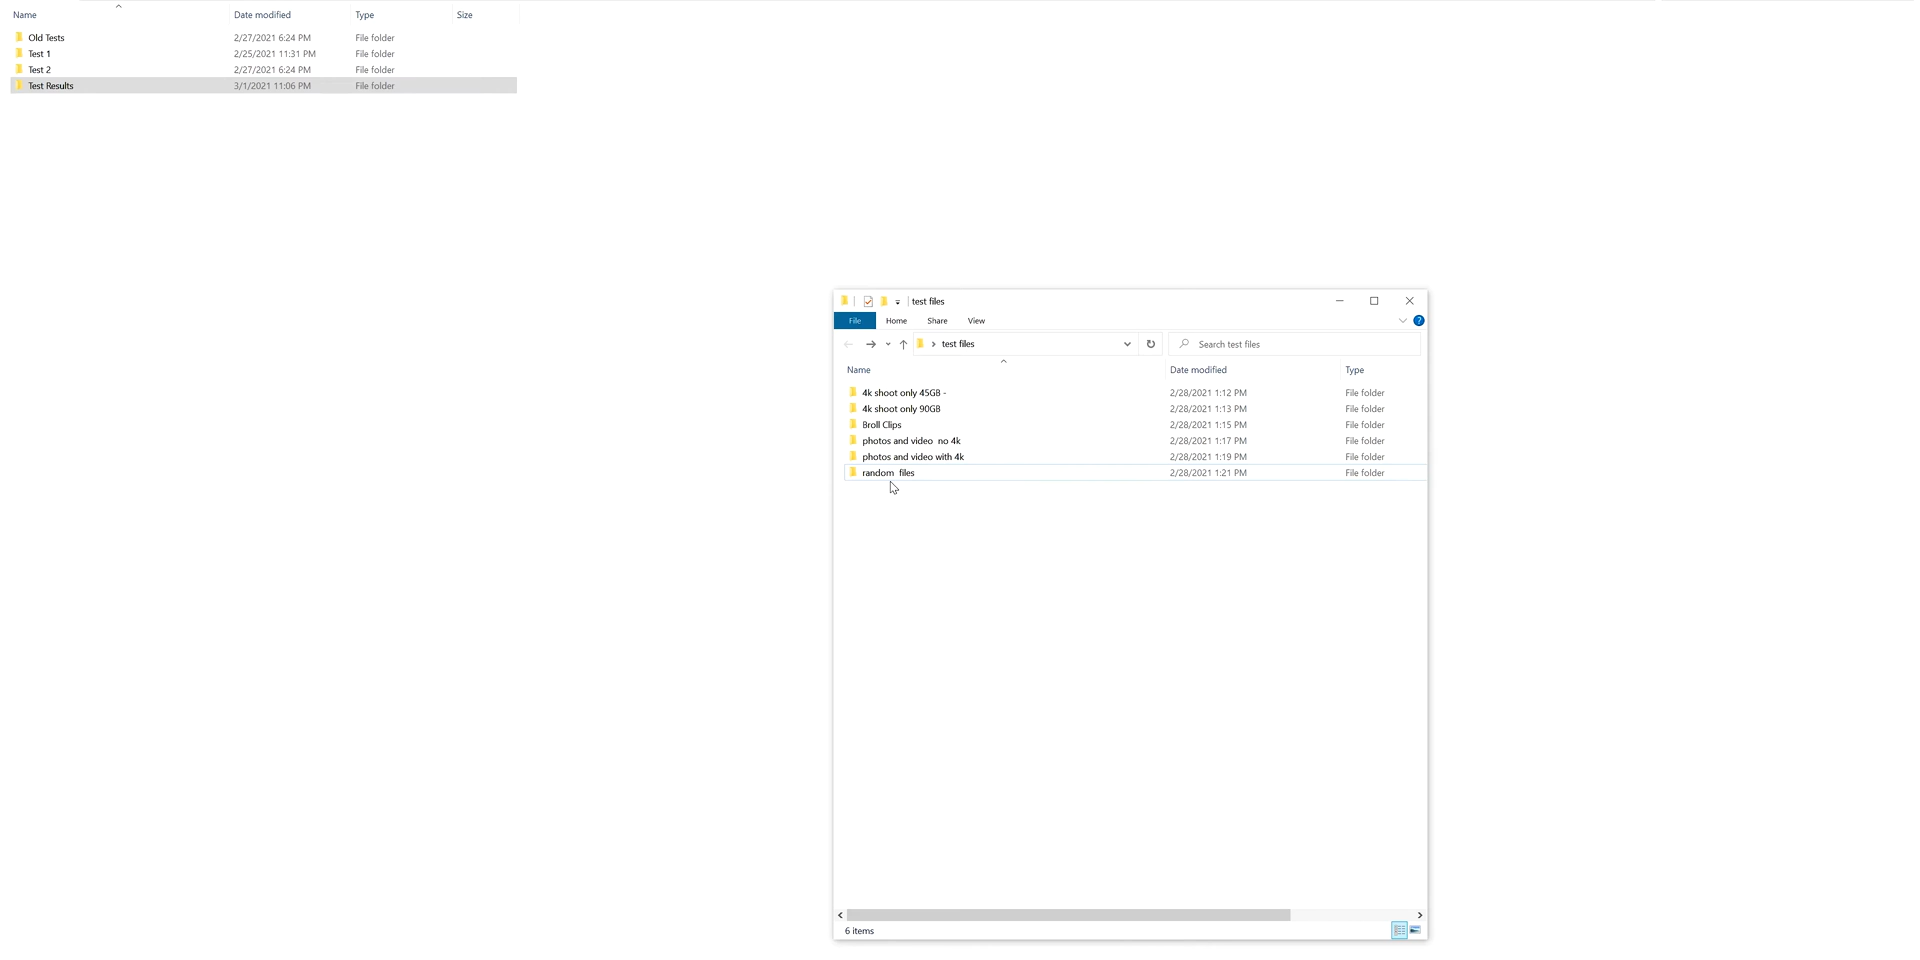 Name Date modified Type Size
Old Tests 2/27/2021 6:24 PM File folder
Test 1 2/25/2021 11:31 PM File folder
Test 2 2/27/2021 6:24 PM File folder
Test Results 3/1/2021 11:06 PM File folder
test files
File Home Share View ?
test files Search test files
Name Date modified Type
4k shoot only 45GB - 2/28/2021 1:12 PM File folder
4k shoot only 90GB 2/28/2021 1:13 PM File folder
Broll Clips 2/28/2021 1:15 PM File folder
photos and video  no 4k 2/28/2021 1:17 PM File folder
photos and video with 4k 2/28/2021 1:19 PM File folder
random  files 2/28/2021 1:21 PM File folder
6 items